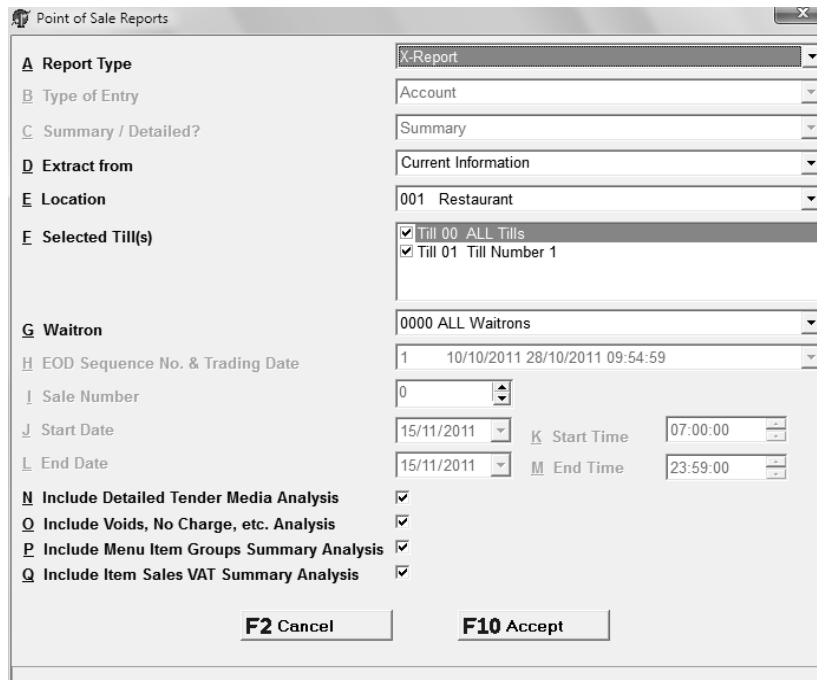 Point of Sale Reports
A Report Type X-Report
B Type of Entry Account
C Summary / Detailed? Summary
D Extract from Current Information
E Location 001 Restaurant
F Selected Till(s) Till 00 ALL Tills
Till 01 Till Number 1
G Waitron 0000 ALL Waitrons
H EOD Sequence No. & Trading Date 1 10/10/2011 28/10/2011 09:54:59
I Sale Number 0
J Start Date 15/11/2011 K Start Time 07:00:00
L End Date 15/11/2011 M End Time 23:59:00
N Include Detailed Tender Media Analysis
O Include Voids, No Charge, etc. Analysis
P Include Menu Item Groups Summary Analysis
Q Include Item Sales VAT Summary Analysis
F2 Cancel F10 Accept